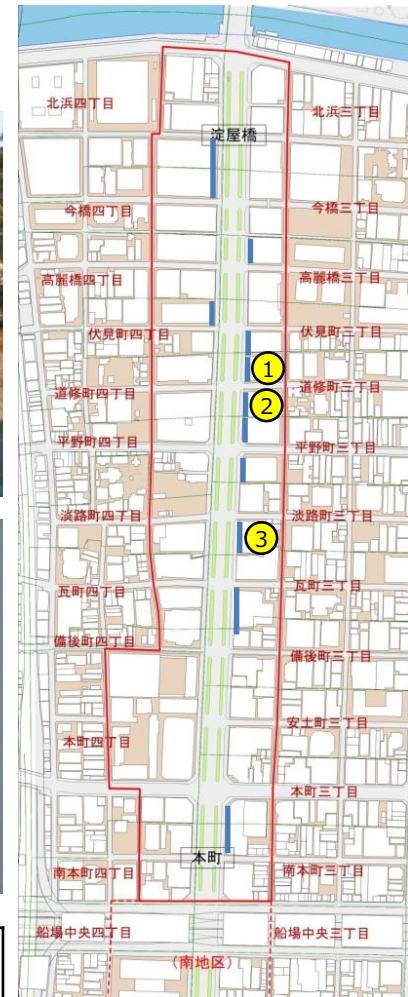 北浜四丁目
北浜三丁目
淀屋橋
今橋四丁目
今橋三丁目
高麗橋四丁目
高麗橋三丁目
伏見町四丁目
伏見町三丁目
1
道修町四丁目
道修町三丁目
2
平野町四丁目
平野町三丁目
淡路町四丁目
淡路町三丁目
3
瓦町四丁目
瓦町三丁目
備後町四丁目
備後町三丁目
安土町三丁目
本町四丁目
本町三丁目
本町
南本町四丁目
南本町三丁目
船場中央四丁目
船場中央三丁目
(南地区)